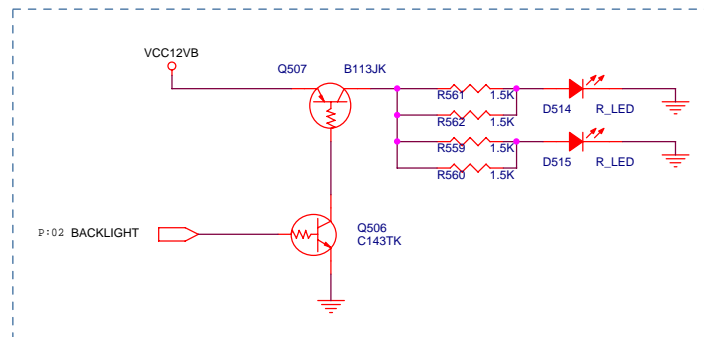 VCC12VB
Q507 B113JK
R561 1.5K
D514 R_LED
R562 1.5K
R559 1.5K
D515 R_LED
R560 1.5K
P:02 BACKLIGHT
Q506
C143TK